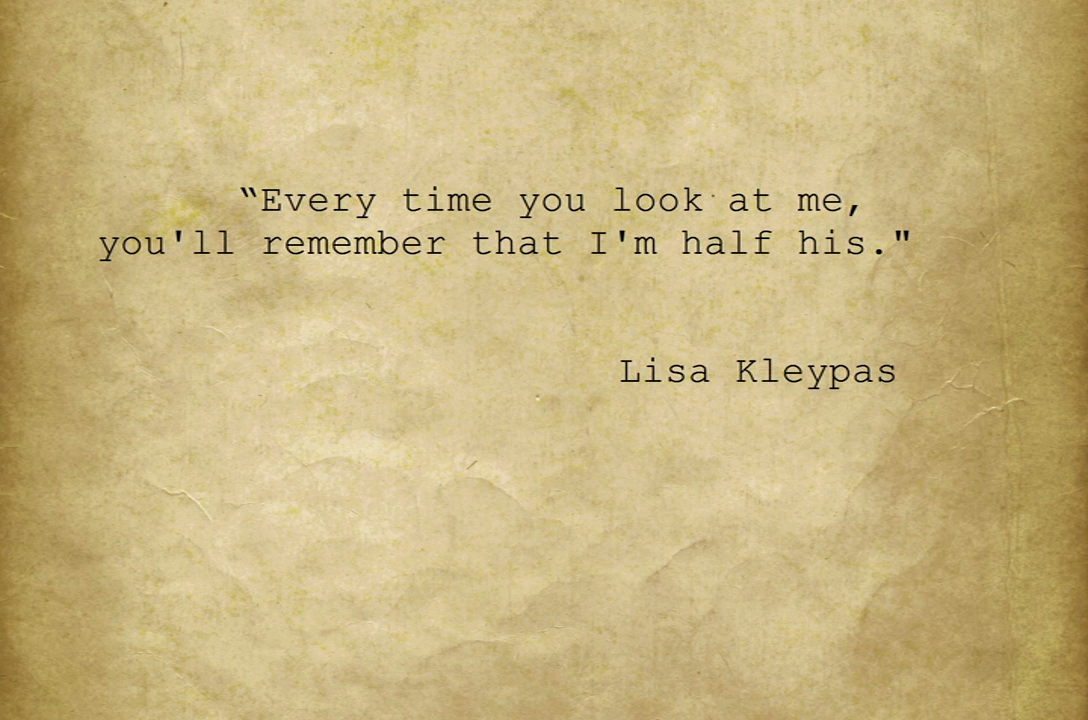 “Every time you look at me,
you'll remember that I'm half his."
Lisa Kleypas